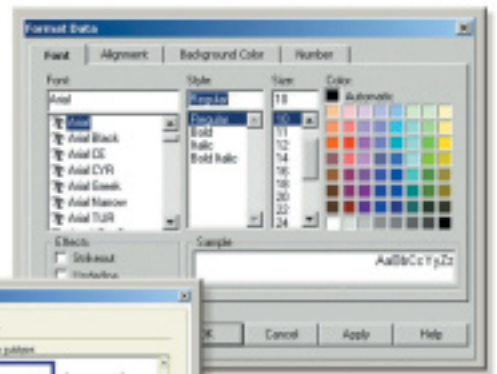 Format Data
Font Alignment Background Color Number
Font: Style: Size: Color:
Arial Regular 10 Automatic
Arial Regular 10
Arial Black Bold 11
Arial CE Italic 12
Arial CYR Bold Italic 14
Arial Greek 16
Arial Narrow 18
Arial TUR 20
22
24
Effects Sample
Strikeout AaBbCcYyZz
Underline
OK Cancel Apply Help